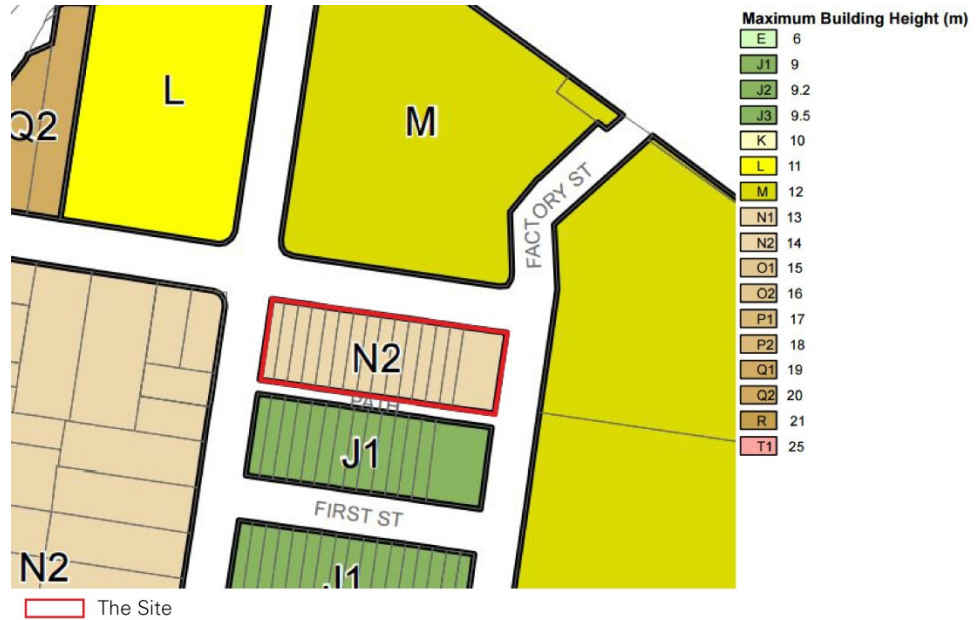 Maximum Building Height (m)
E 6
J1 9
J2 9.2
J3 9.5
K 10
L 11
M 12
N1 13
N2 14
O1 15
O2 16
P1 17
P2 18
Q1 19
Q2 20
R 21
T1 25
L
M
Q2
FACTORY ST
N2
PATH
J1
FIRST ST
J1
N2
The Site